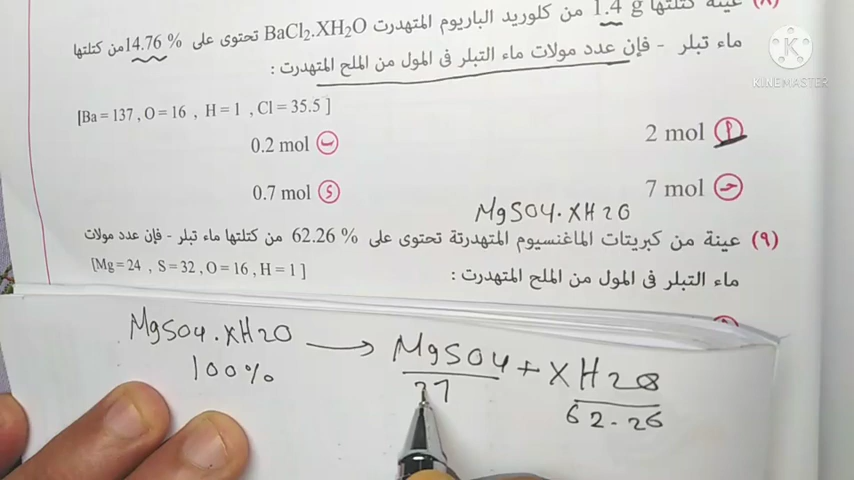 عينة كتلتها 1.4 g من كلوريد الباريوم المتهدرت BaCl₂.XH₂O تحتوى على 14.76 % من كتلتها
ماء تبلر - فإن عدد مولات ماء التبلر فى المول من الملح المتهدرت :
[Ba = 137 , O = 16 , H = 1 , Cl = 35.5 ]
أ 2 mol
ب 0.2 mol
جـ 7 mol
د 0.7 mol
MgSO4.XH2O
(٩) عينة من كبريتات الماغنسيوم المتهدرتة تحتوى على 62.26 % من كتلتها ماء تبلر - فإن عدد مولات
ماء التبلر فى المول من الملح المتهدرت :
[Mg = 24 , S = 32 , O = 16 , H = 1 ]
MgSO4.XH2O → MgSO4 + XH2O
100% 37 62.26
KINEMASTER